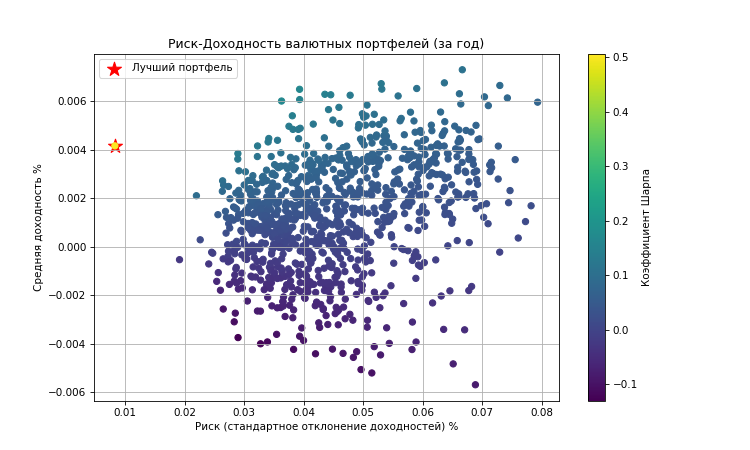 Риск-Доходность валютных портфелей (за год)
Лучший портфель
0.006
0.004
0.002
0.000
−0.002
−0.004
−0.006
Средняя доходность %
0.01 0.02 0.03 0.04 0.05 0.06 0.07 0.08
Риск (стандартное отклонение доходностей) %
0.5
0.4
0.3
0.2
0.1
0.0
−0.1
Коэффициент Шарпа